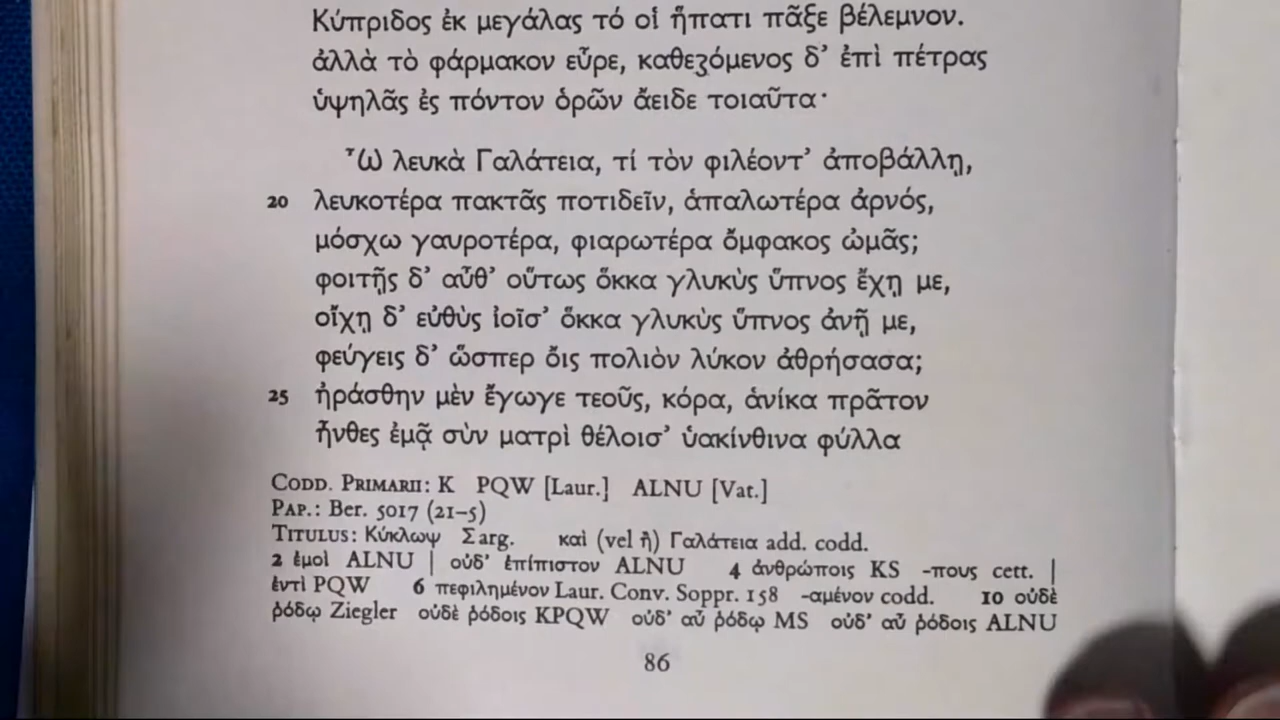 Κύπριδος ἐκ μεγάλας τό οἱ ἥπατι πᾶξε βέλεμνον.
ἀλλὰ τὸ φάρμακον εὗρε, καθεζόμενος δ’ ἐπὶ πέτρας
ὑψηλᾶς ἐς πόντον ὁρῶν ἄειδε τοιαῦτα·
Ὦ λευκὰ Γαλάτεια, τί τὸν φιλέοντ’ ἀποβάλλῃ,
20 λευκοτέρα πακτᾶς ποτιδεῖν, ἁπαλωτέρα ἀρνός,
μόσχω γαυροτέρα, φιαρωτέρα ὄμφακος ὠμᾶς;
φοιτῇς δ’ αὖθ’ οὕτως ὅκκα γλυκὺς ὕπνος ἔχῃ με,
οἴχῃ δ’ εὐθὺς ἰοῖσ’ ὅκκα γλυκὺς ὕπνος ἀνῇ με,
φεύγεις δ’ ὥσπερ ὄις πολιὸν λύκον ἀθρήσασα;
25 ἠράσθην μὲν ἔγωγε τεοῦς, κόρα, ἁνίκα πρᾶτον
ἦνθες ἐμᾷ σὺν ματρὶ θέλοισ’ ὑακίνθινα φύλλα
CODD. PRIMARII: K PQW [Laur.] ALNU [Vat.]
PAP.: Ber. 5017 (21–5)
TITULUS: Κύκλωψ Σarg. καὶ (vel ἢ) Γαλάτεια add. codd.
2 ἐμοὶ ALNU | οὐδ’ ἐπίπιστον ALNU 4 ἀνθρώποις KS -πους cett. |
ἐντὶ PQW 6 πεφιλημένον Laur. Conv. Soppr. 158 -αμένον codd. 10 οὐδὲ
ῥόδῳ Ziegler οὐδὲ ῥόδοις KPQW οὐδ’ αὖ ῥόδῳ MS οὐδ’ αὖ ῥόδοις ALNU
86